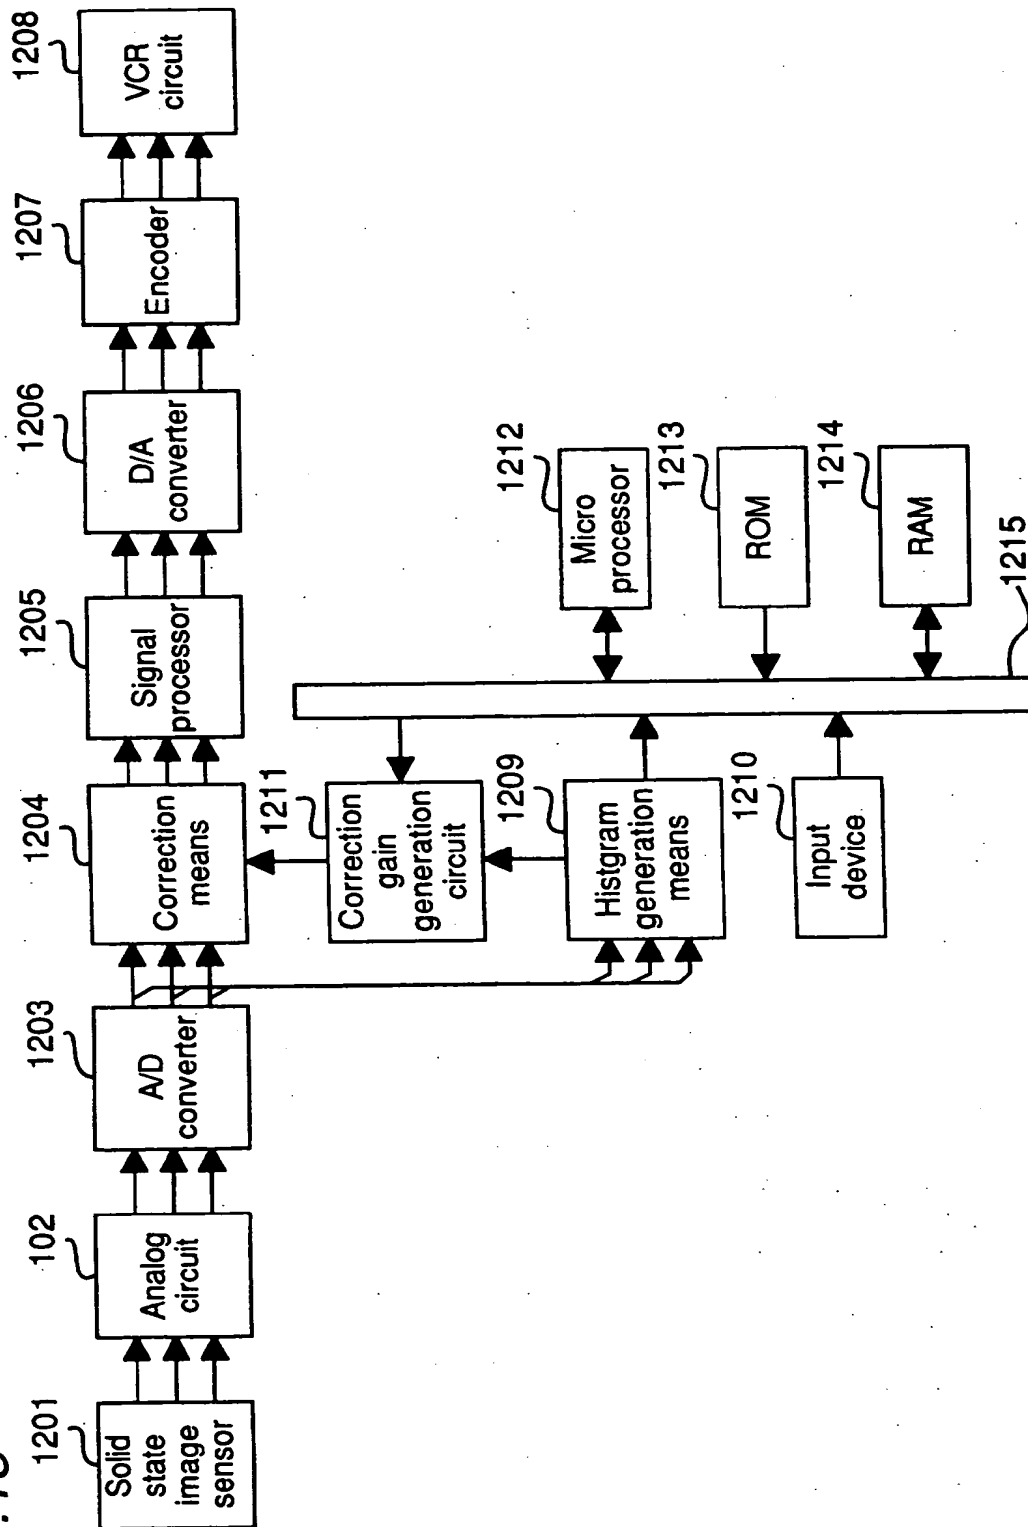 1201
Solid
state
image
sensor
102
Analog
circuit
1203
A/D
converter
1204
Correction
means
1205
Signal
processor
1206
D/A
converter
1207
Encoder
1208
VCR
circuit
1211
Correction
gain
generation
circuit
1209
Histgram
generation
means
1210
Input
device
1212
Micro
processor
1213
ROM
1214
RAM
1215